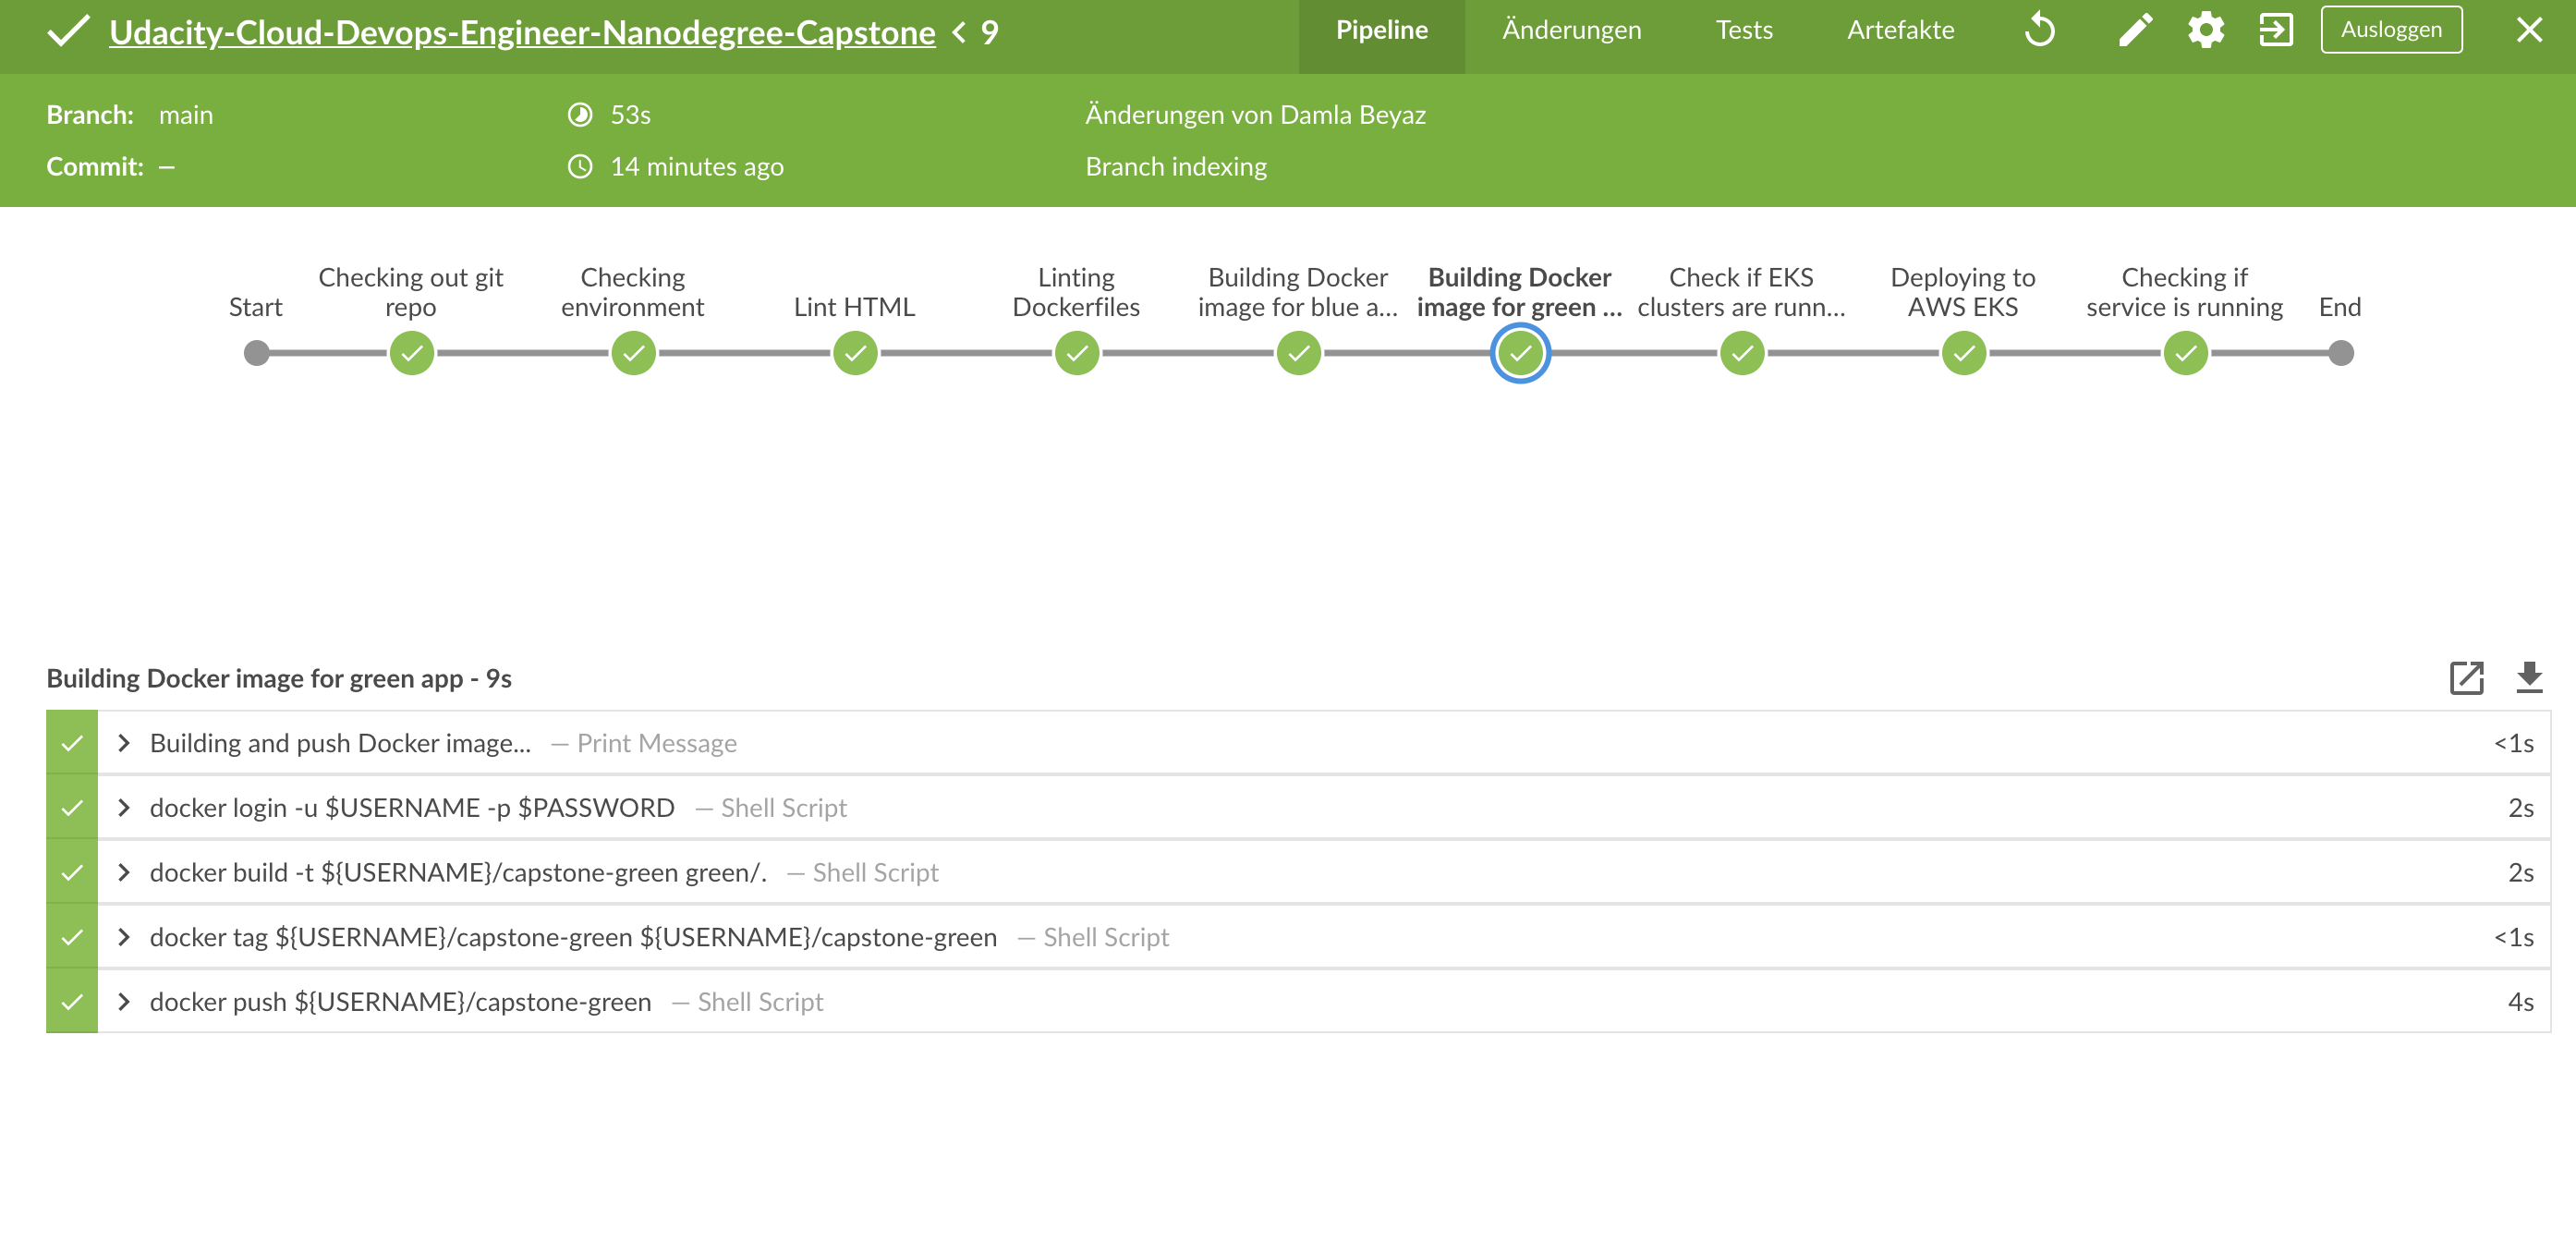 Udacity-Cloud-Devops-Engineer-Nanodegree-Capstone < 9
Pipeline
Änderungen
Tests
Artefakte
Ausloggen
Branch: main
53s
Änderungen von Damla Beyaz
Commit: —
14 minutes ago
Branch indexing
Start
Checking out git
repo
Checking
environment
Lint HTML
Linting
Dockerfiles
Building Docker
image for blue a...
Building Docker
image for green ...
Check if EKS
clusters are runn...
Deploying to
AWS EKS
Checking if
service is running
End
Building Docker image for green app - 9s
Building and push Docker image... — Print Message <1s
docker login -u $USERNAME -p $PASSWORD — Shell Script 2s
docker build -t ${USERNAME}/capstone-green green/. — Shell Script 2s
docker tag ${USERNAME}/capstone-green ${USERNAME}/capstone-green — Shell Script <1s
docker push ${USERNAME}/capstone-green — Shell Script 4s